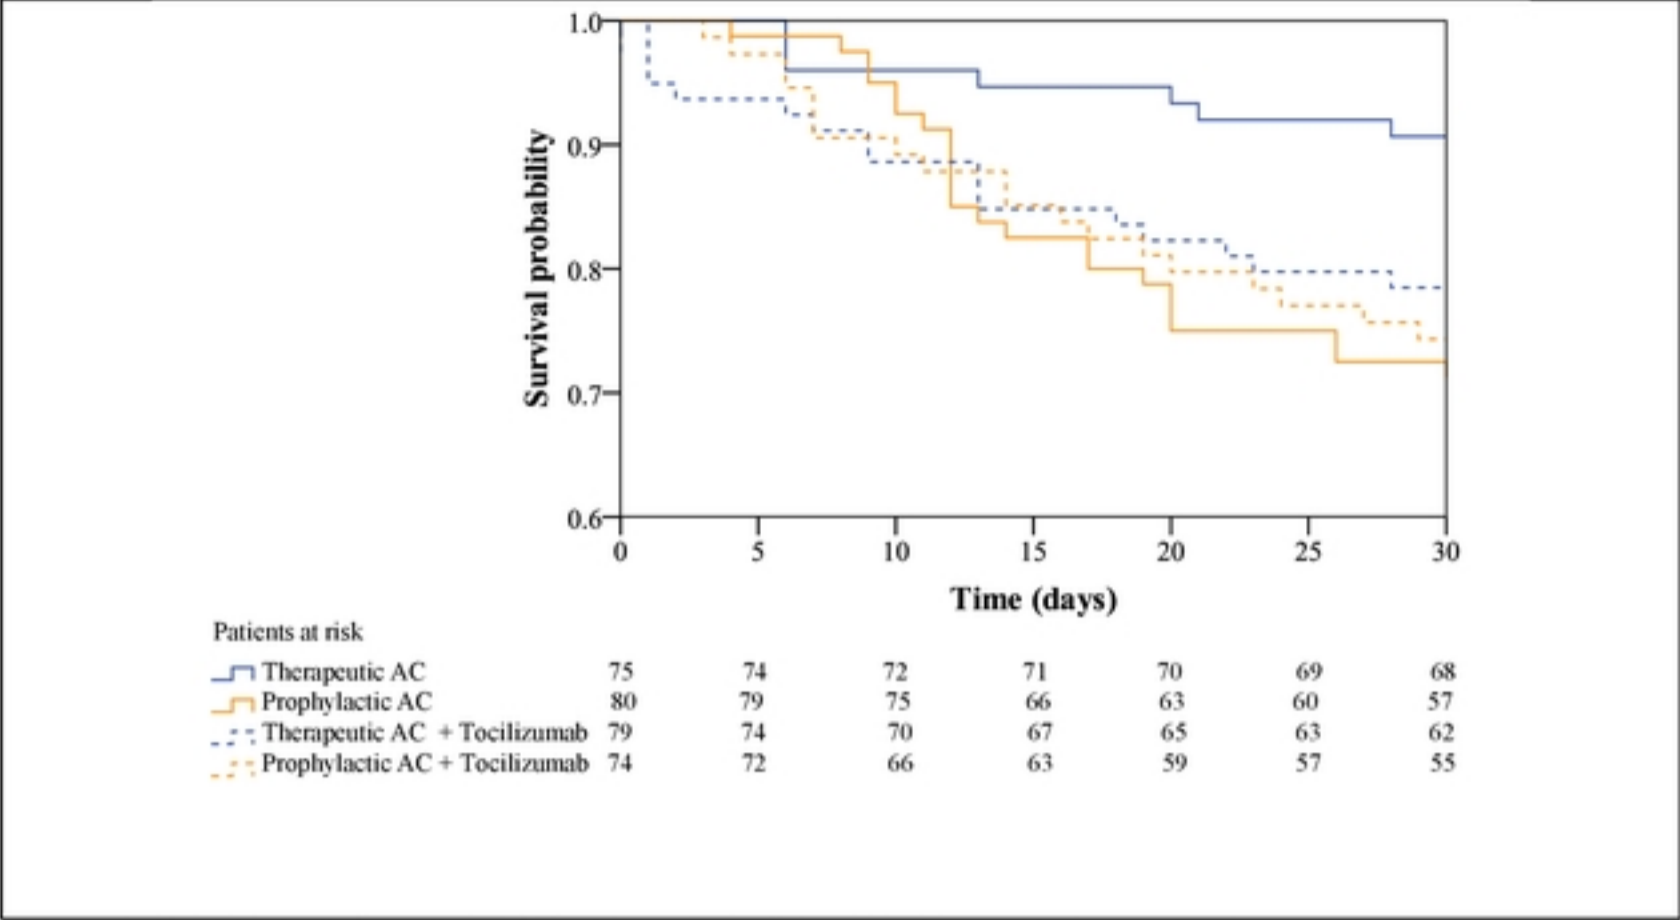 1.0
0.9
0.8
0.7
0.6
Survival probability
0 5 10 15 20 25 30
Time (days)
Patients at risk
Therapeutic AC 75 74 72 71 70 69 68
Prophylactic AC 80 79 75 66 63 60 57
Therapeutic AC + Tocilizumab 79 74 70 67 65 63 62
Prophylactic AC + Tocilizumab 74 72 66 63 59 57 55